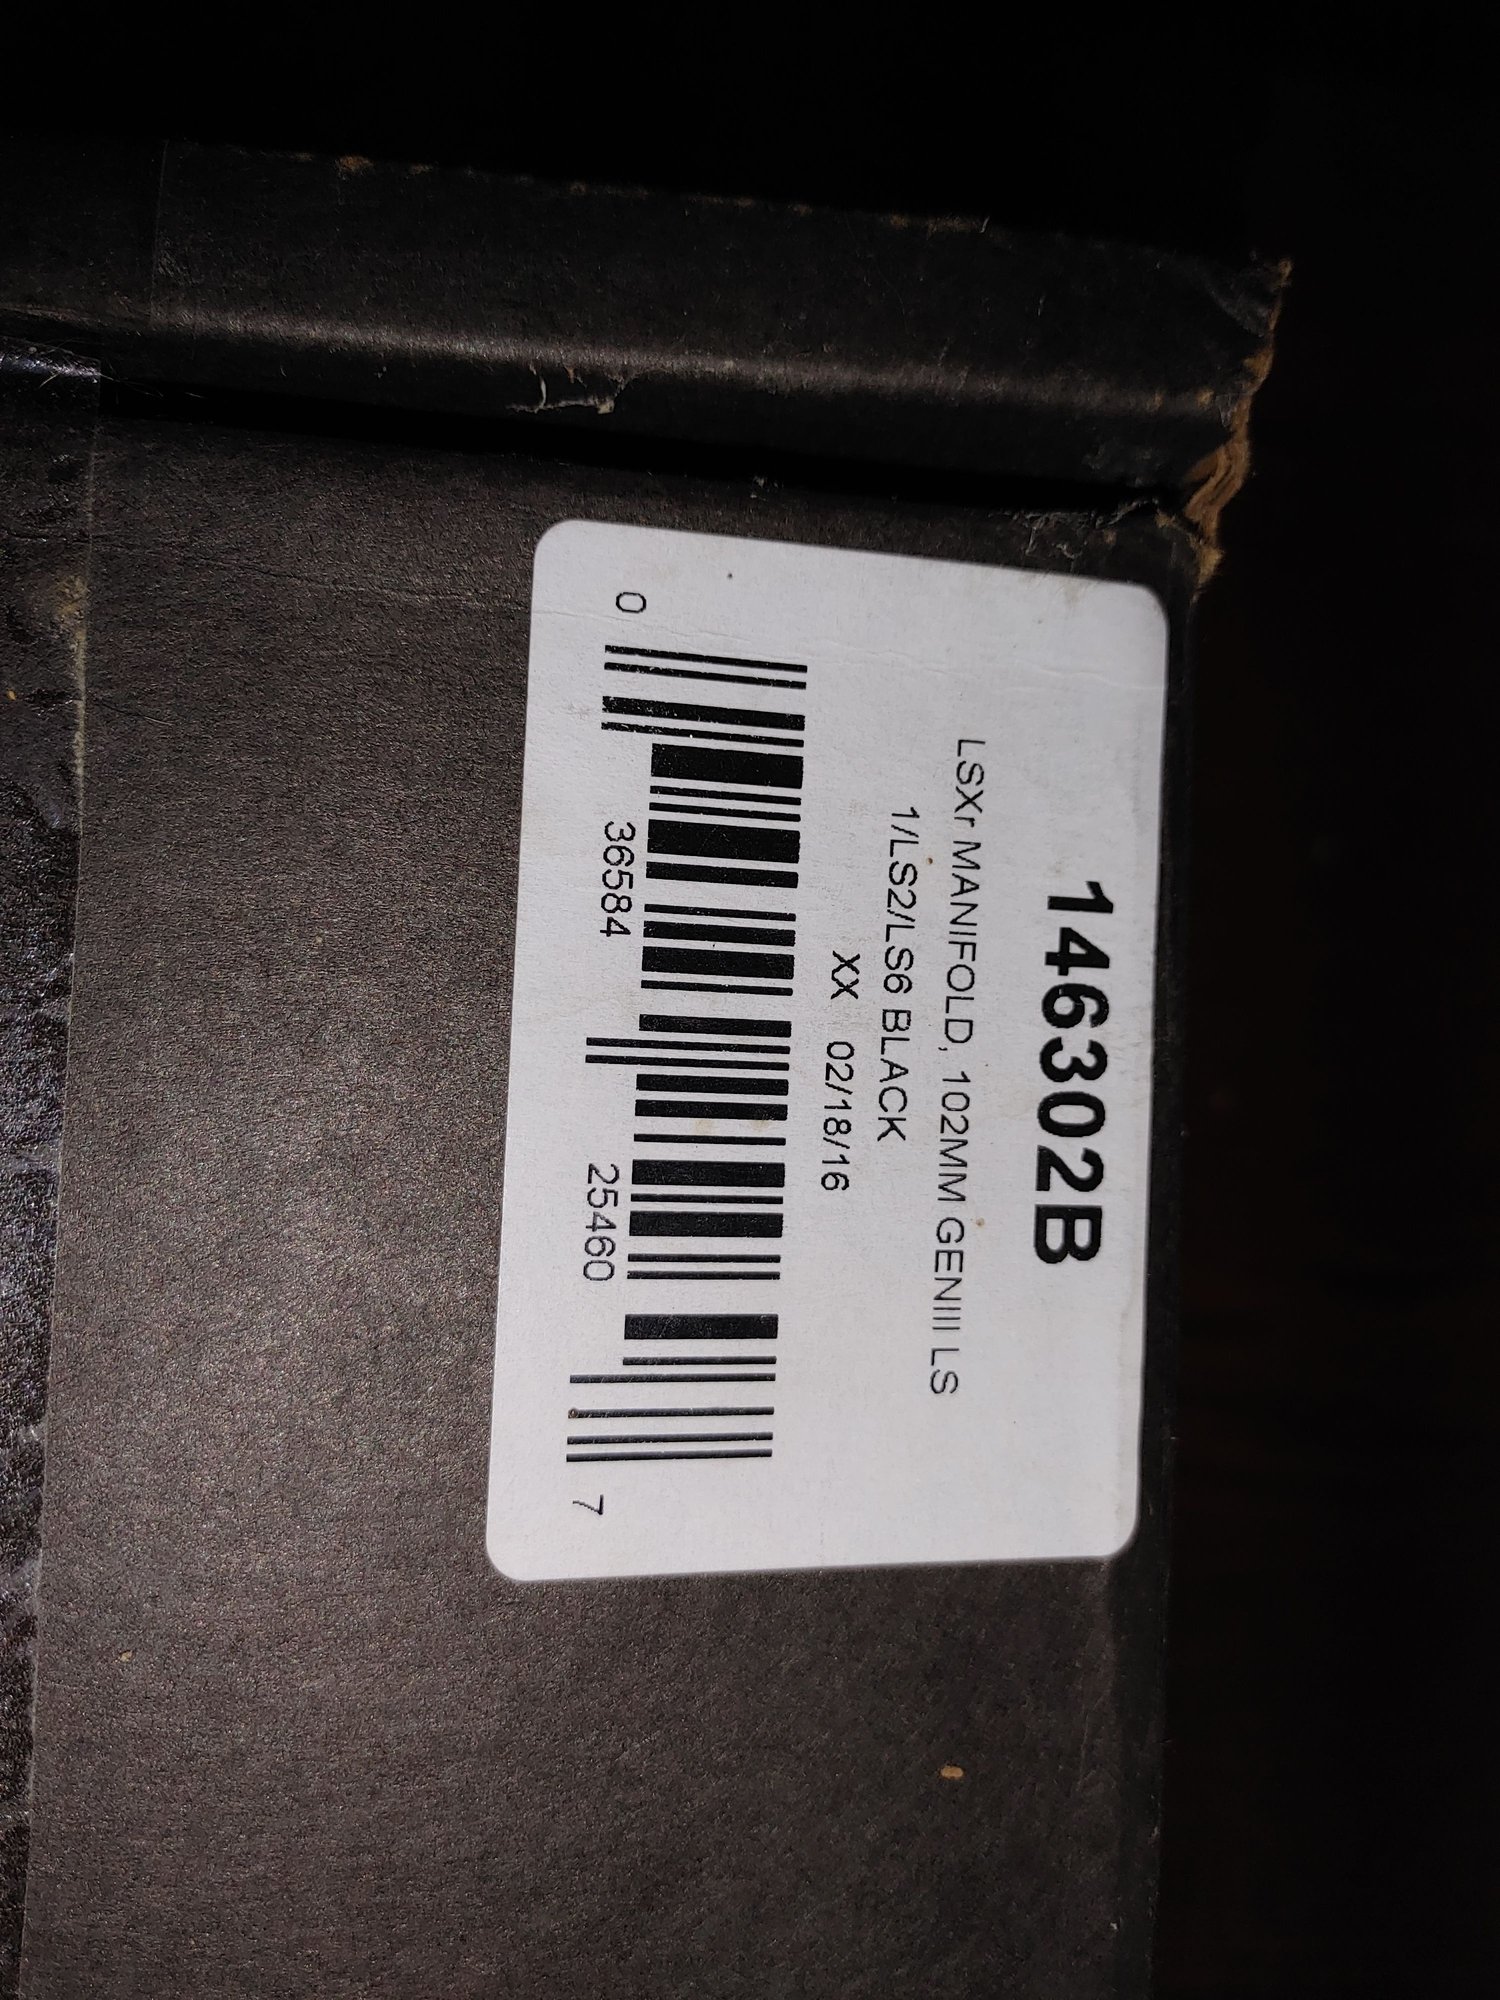 146302B
LSXr MANIFOLD, 102MM GENIII LS
1/LS2/LS6 BLACK
XX 02/18/16
0 36584 25460 7